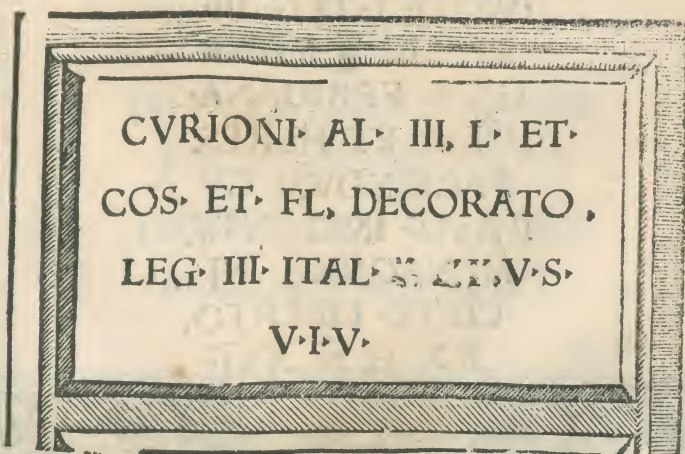 CVRIONI· AL· III, L· ET·
COS· ET· FL, DECORATO,
LEG· III· ITAL· V·S·
V·I·V·